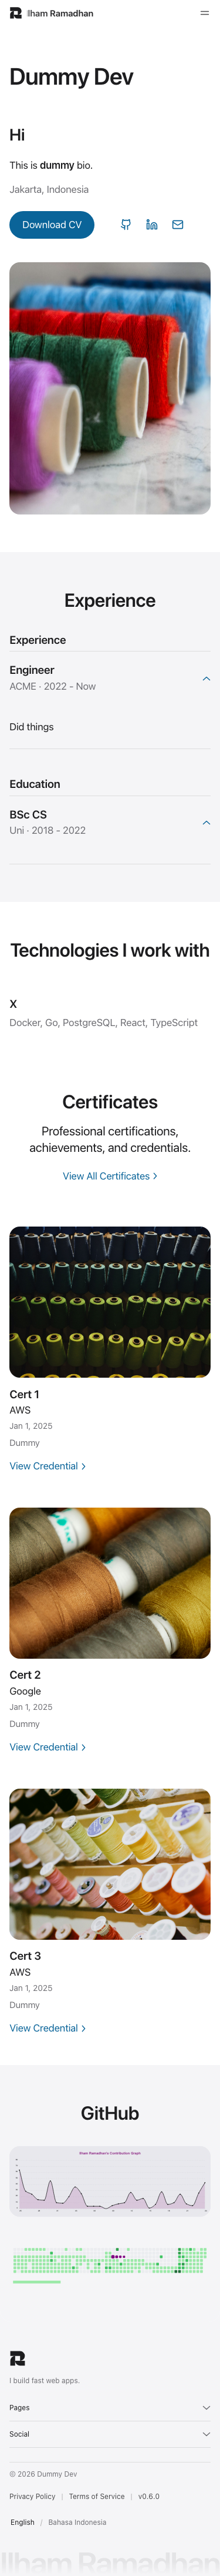 Ilham Ramadhan
Dummy Dev
Hi
This is dummy bio.
Jakarta, Indonesia
Download CV
Experience
Experience
Engineer
ACME · 2022 - Now
Did things
Education
BSc CS
Uni · 2018 - 2022
Technologies I work with
X
Docker, Go, PostgreSQL, React, TypeScript
Certificates
Professional certifications,
achievements, and credentials.
View All Certificates
Cert 1
AWS
Jan 1, 2025
Dummy
View Credential
Cert 2
Google
Jan 1, 2025
Dummy
View Credential
Cert 3
AWS
Jan 1, 2025
Dummy
View Credential
GitHub
Ilham Ramadhan's Contribution Graph
I build fast web apps.
Pages
Social
© 2026 Dummy Dev
Privacy Policy | Terms of Service | v0.6.0
English / Bahasa Indonesia
Ilham Ramadhan